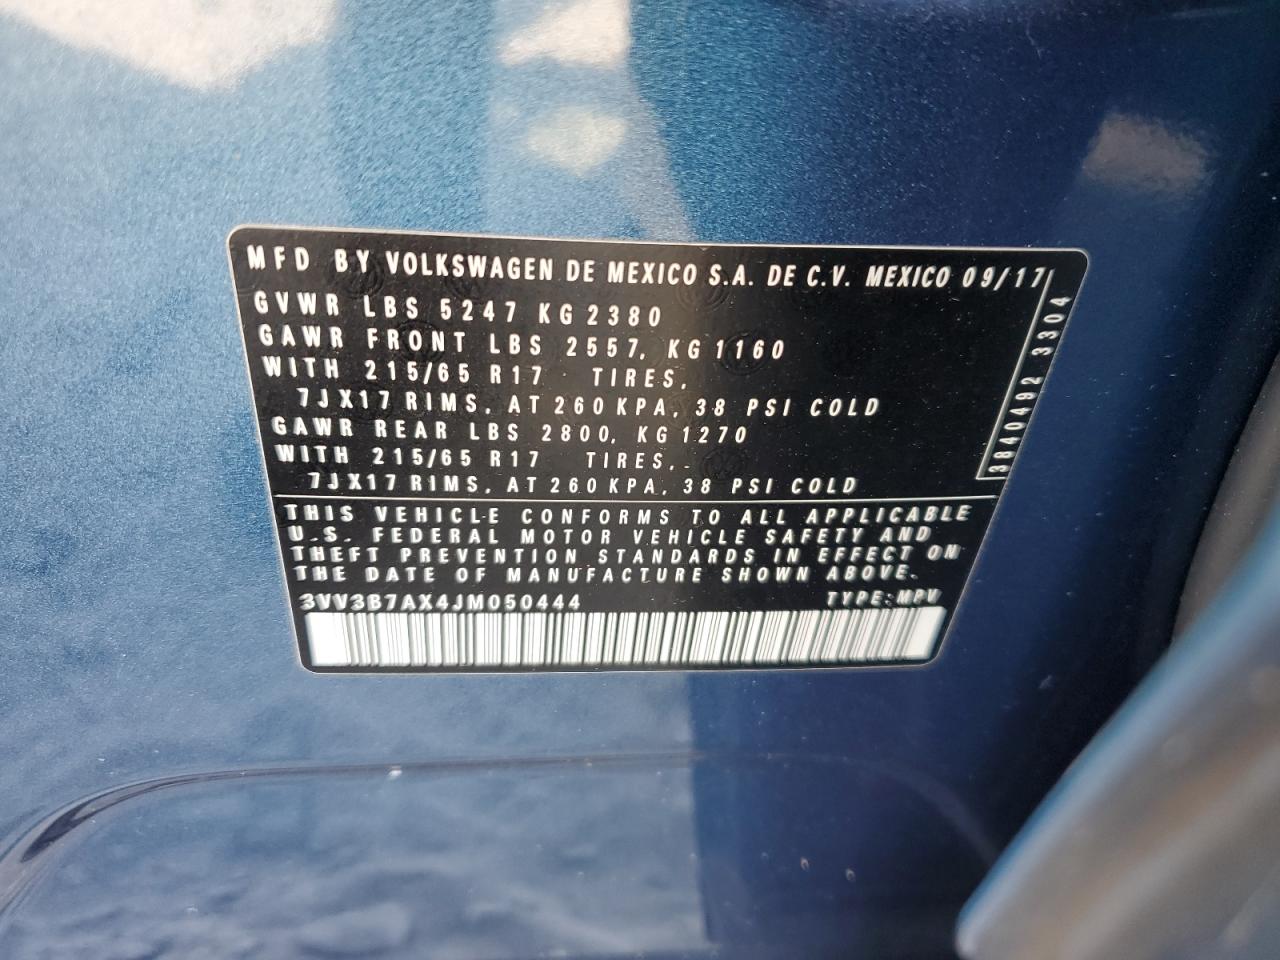 MFD BY VOLKSWAGEN DE MEXICO S.A. DE C.V. MEXICO 09/17
GVWR LBS 5247 KG 2380
GAWR FRONT LBS 2557, KG 1160
WITH 215/65 R17 TIRES,
7JX17 RIMS, AT 260 KPA, 38 PSI COLD
GAWR REAR LBS 2800, KG 1270
WITH 215/65 R17 TIRES,
7JX17 RIMS, AT 260 KPA, 38 PSI COLD
3840492 3304
THIS VEHICLE CONFORMS TO ALL APPLICABLE
U.S. FEDERAL MOTOR VEHICLE SAFETY AND
THEFT PREVENTION STANDARDS IN EFFECT ON
THE DATE OF MANUFACTURE SHOWN ABOVE.
3VV3B7AX4JM050444 TYPE:MPV